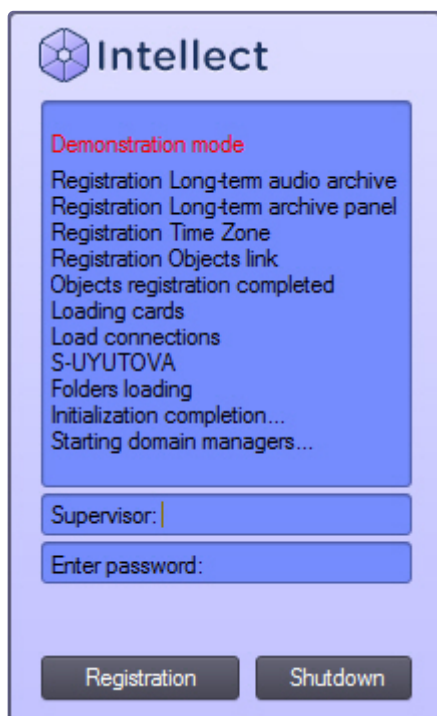 Intellect
Demonstration mode
Registration Long-term audio archive
Registration Long-term archive panel
Registration Time Zone
Registration Objects link
Objects registration completed
Loading cards
Load connections
S-UYUTOVA
Folders loading
Initialization completion...
Starting domain managers...
Supervisor:
Enter password:
Registration Shutdown